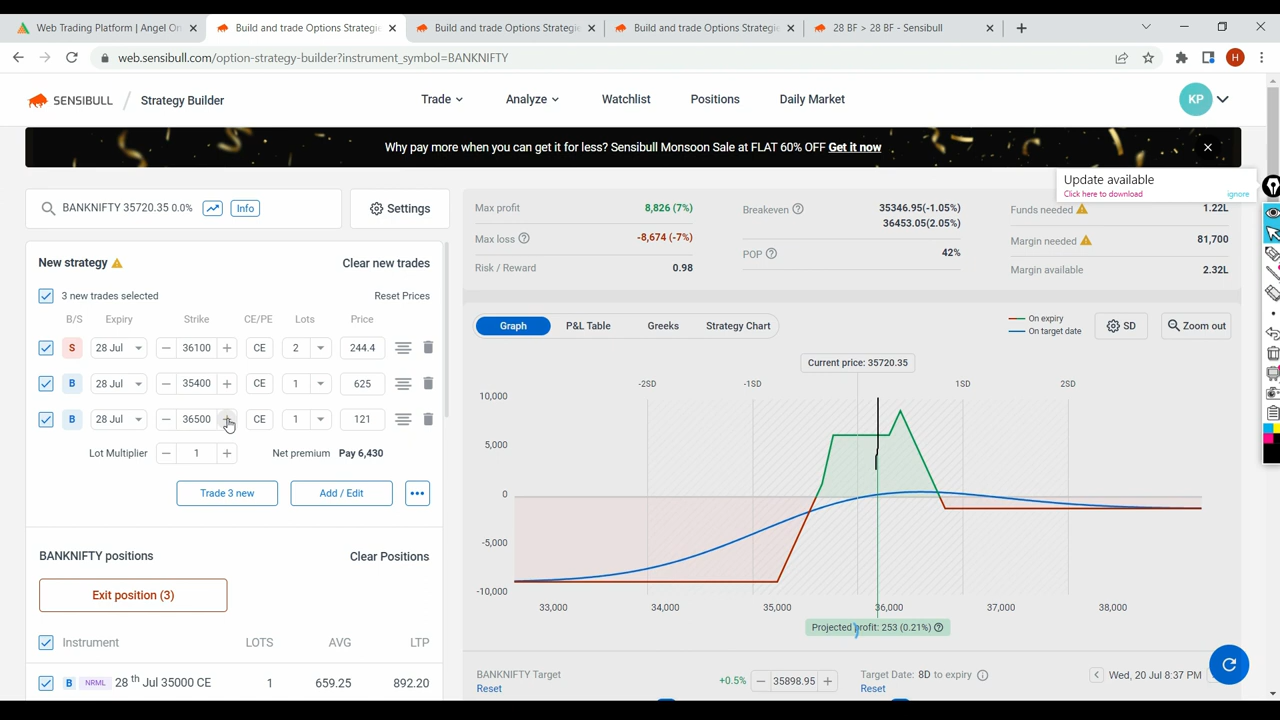 Web Trading Platform | Angel On
Build and trade Options Strategie
Build and trade Options Strategie
Build and trade Options Strategie
28 BF > 28 BF - Sensibull
web.sensibull.com/option-strategy-builder?instrument_symbol=BANKNIFTY
H
SENSIBULL / Strategy Builder
Trade
Analyze
Watchlist
Positions
Daily Market
KP
Why pay more when you can get it for less? Sensibull Monsoon Sale at FLAT 60% OFF Get it now
Update available
Click here to download
ignore
BANKNIFTY 35720.35 0.0%
Info
Settings
Max profit 8,826 (7%)
Max loss -8,674 (-7%)
Risk / Reward 0.98
Breakeven 35346.95(-1.05%)
36453.05(2.05%)
POP 42%
Funds needed 1.22L
Margin needed 81,700
Margin available 2.32L
New strategy
Clear new trades
3 new trades selected
Reset Prices
B/S Expiry Strike CE/PE Lots Price
S 28 Jul - 36100 + CE 2 244.4
B 28 Jul - 35400 + CE 1 625
B 28 Jul - 36500 + CE 1 121
Lot Multiplier - 1 + Net premium Pay 6,430
Trade 3 new
Add / Edit
BANKNIFTY positions
Clear Positions
Exit position (3)
Instrument LOTS AVG LTP
B NRML 28 th Jul 35000 CE 1 659.25 892.20
Graph
P&L Table
Greeks
Strategy Chart
On expiry
On target date
SD
Zoom out
Current price: 35720.35
-2SD -1SD 1SD 2SD
10,000
5,000
0
-5,000
-10,000
33,000 34,000 35,000 36,000 37,000 38,000
Projected profit: 253 (0.21%)
BANKNIFTY Target
Reset
+0.5% - 35898.95 +
Target Date: 8D to expiry
Reset
Wed, 20 Jul 8:37 PM